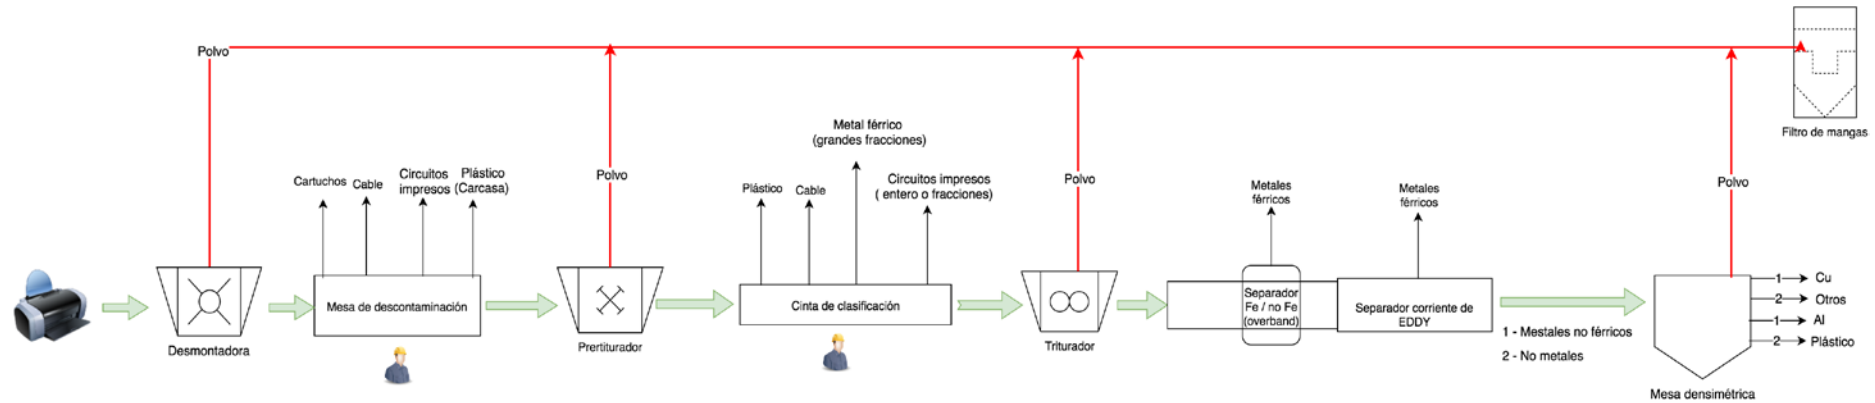 Polvo
Filtro de mangas
Metal férrico
(grandes fracciones)
Cartuchos
Cable
Circuitos
impresos
Plástico
(Carcasa)
Polvo
Plástico
Cable
Circuitos impresos
( entero o fracciones)
Polvo
Metales
férricos
Metales
férricos
Polvo
Desmontadora
Mesa de descontaminación
Prertiturador
Cinta de clasificación
Triturador
Separador
Fe / no Fe
(overband)
Separador corriente de
EDDY
1 - Mestales no férricos
2 - No metales
1
Cu
2
Otros
1
Al
2
Plástico
Mesa densimétrica